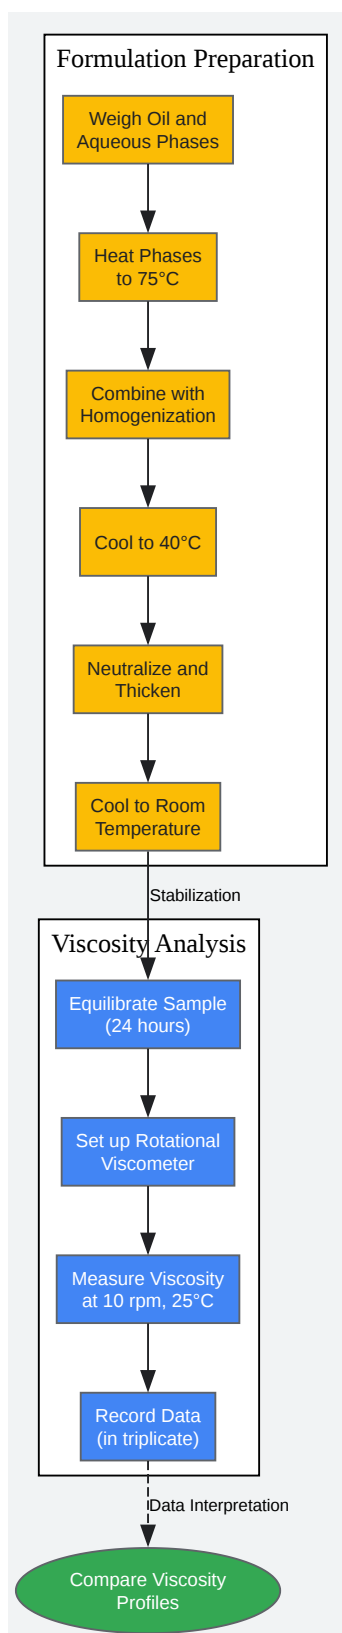 Formulation Preparation
Weigh Oil and
Aqueous Phases
Heat Phases
to 75°C
Combine with
Homogenization
Cool to 40°C
Neutralize and
Thicken
Cool to Room
Temperature
Stabilization
Viscosity Analysis
Equilibrate Sample
(24 hours)
Set up Rotational
Viscometer
Measure Viscosity
at 10 rpm, 25°C
Record Data
(in triplicate)
Data Interpretation
Compare Viscosity
Profiles